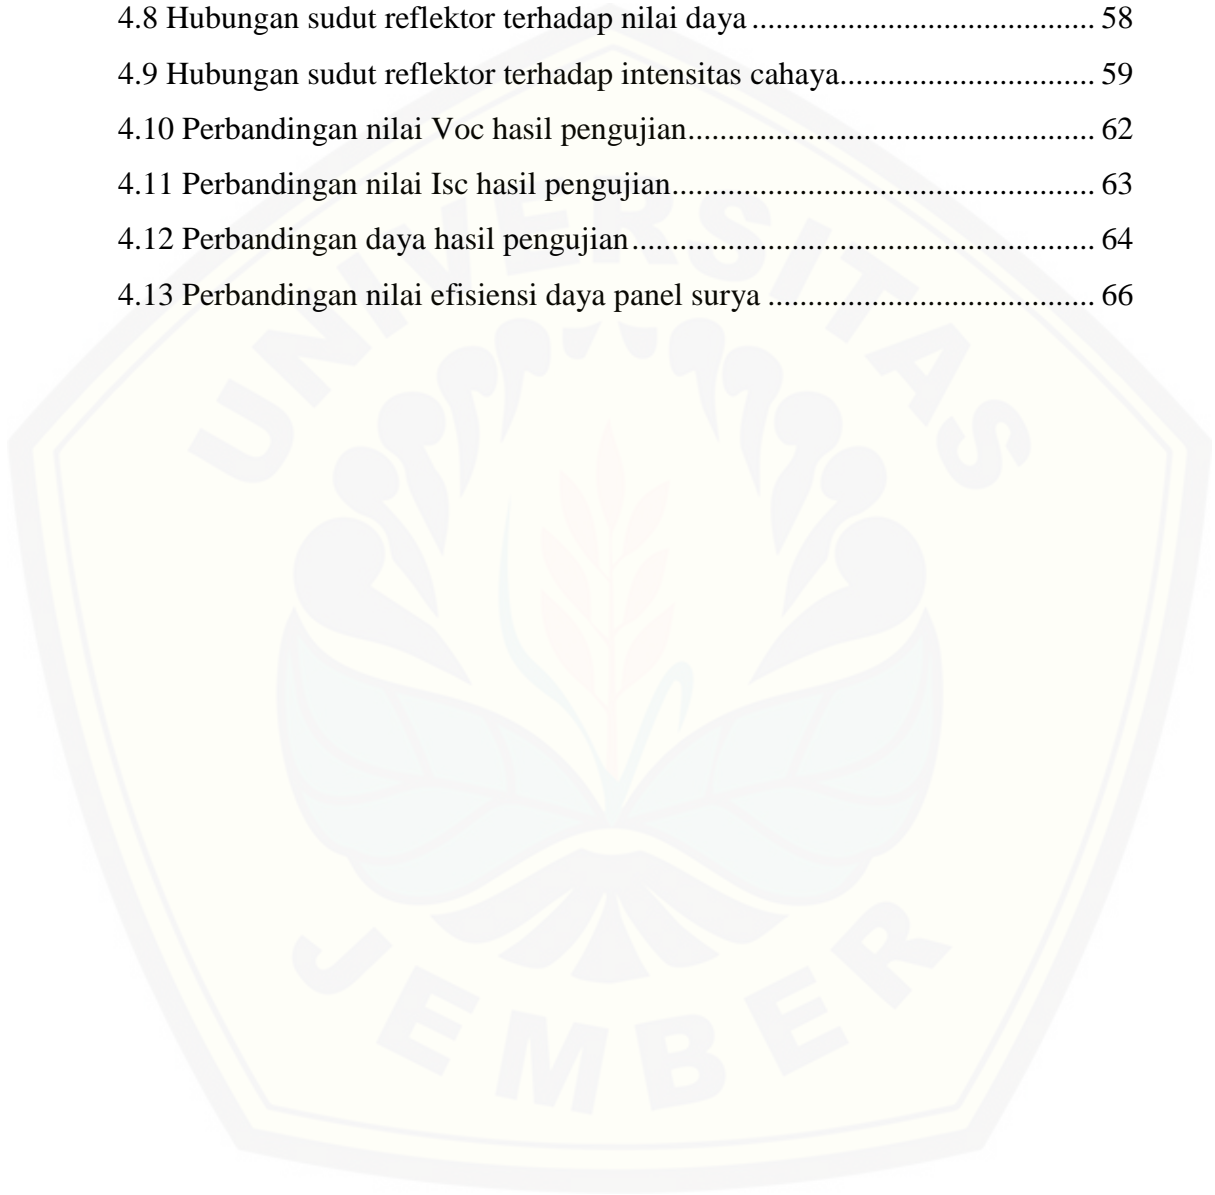 4.8 Hubungan sudut reflektor terhadap nilai daya ............................................ 58
4.9 Hubungan sudut reflektor terhadap intensitas cahaya................................. 59
4.10 Perbandingan nilai Voc hasil pengujian.................................................... 62
4.11 Perbandingan nilai Isc hasil pengujian...................................................... 63
4.12 Perbandingan daya hasil pengujian ........................................................... 64
4.13 Perbandingan nilai efisiensi daya panel surya .......................................... 66
UNIVERSITAS
JEMBER